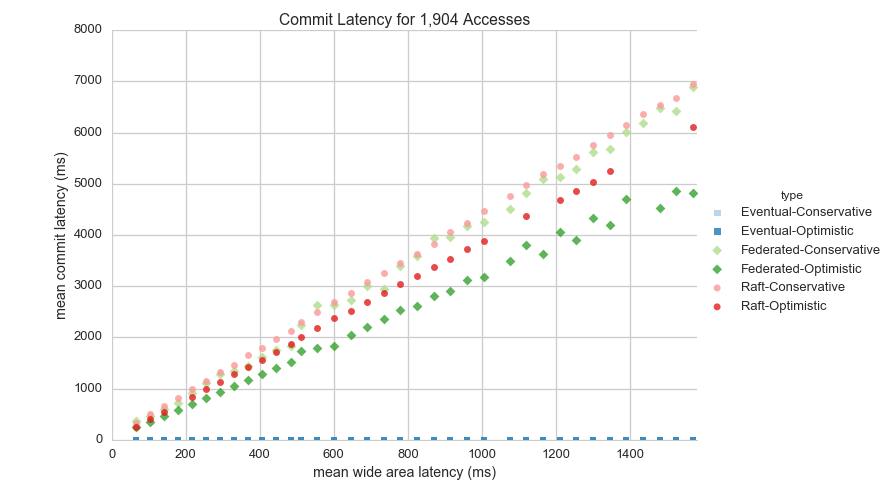 Commit Latency for 1,904 Accesses
8000
7000
6000
5000
4000
3000
2000
1000
0
mean commit latency (ms)
0 200 400 600 800 1000 1200 1400
mean wide area latency (ms)
type
Eventual-Conservative
Eventual-Optimistic
Federated-Conservative
Federated-Optimistic
Raft-Conservative
Raft-Optimistic